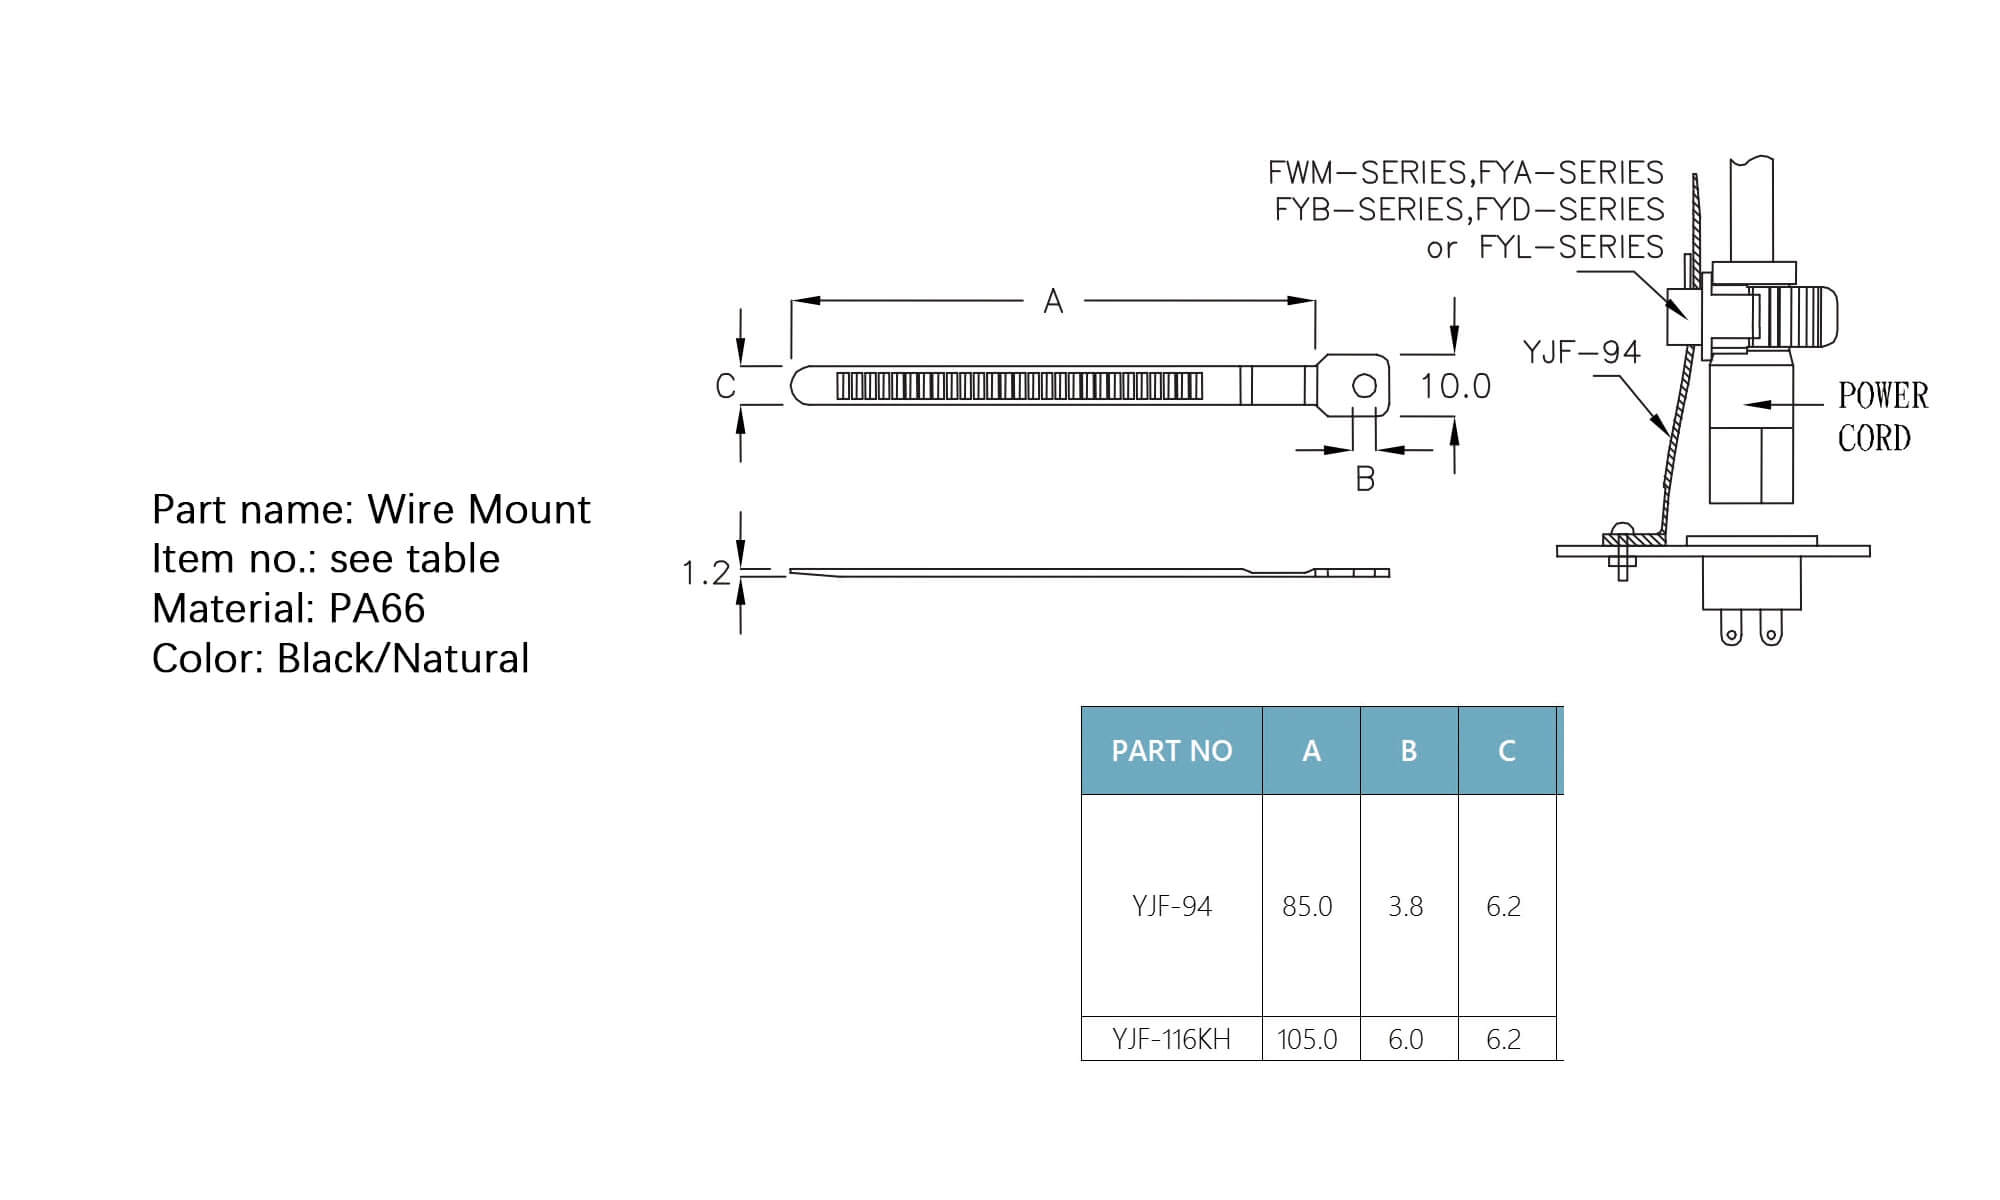 FWM-SERIES,FYA-SERIES
FYB-SERIES,FYD-SERIES
or FYL-SERIES
A
YJF-94
C
10.0
POWER
CORD
B
Part name: Wire Mount
Item no.: see table
Material: PA66
Color: Black/Natural
1.2
PART NO A B C
YJF-94 85.0 3.8 6.2
YJF-116KH 105.0 6.0 6.2